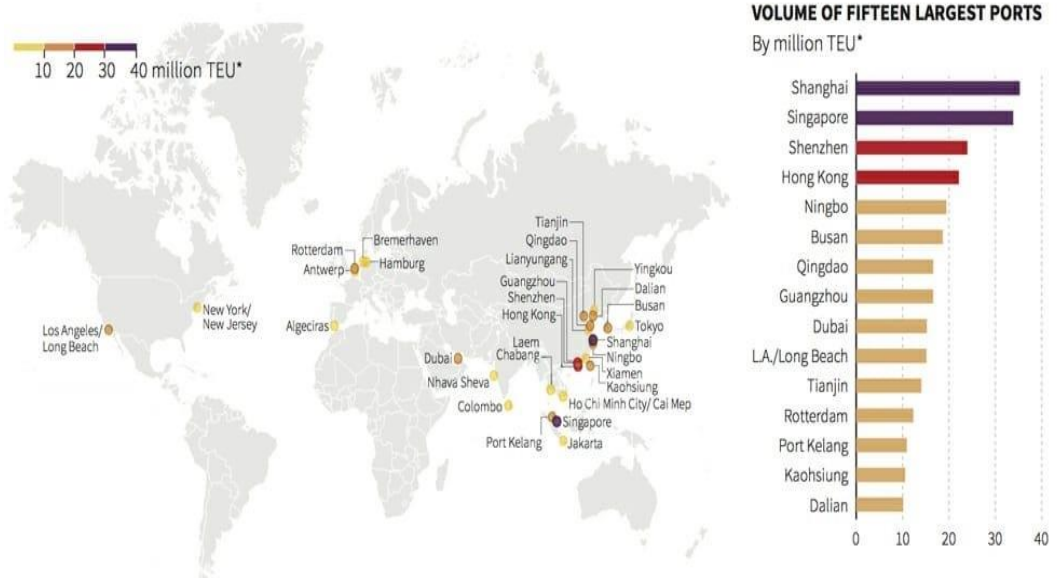 10 20 30 40 million TEU*
Tianjin
Qingdao
Lianyungang
Guangzhou
Shenzhen
Hong Kong
Bremerhaven
Rotterdam
Hamburg
Antwerp
Yingkou
Dalian
Busan
Tokyo
Shanghai
Ningbo
Xiamen
Kaohsiung
New York/
New Jersey
Los Angeles/
Long Beach
Algeciras
Dubai
Nhava Sheva
Colombo
Laem
Chabang
Ho Chi Minh City/ Cai Mep
Singapore
Port Kelang
Jakarta
VOLUME OF FIFTEEN LARGEST PORTS
By million TEU*
Shanghai
Singapore
Shenzhen
Hong Kong
Ningbo
Busan
Qingdao
Guangzhou
Dubai
L.A./Long Beach
Tianjin
Rotterdam
Port Kelang
Kaohsiung
Dalian
0 10 20 30 40